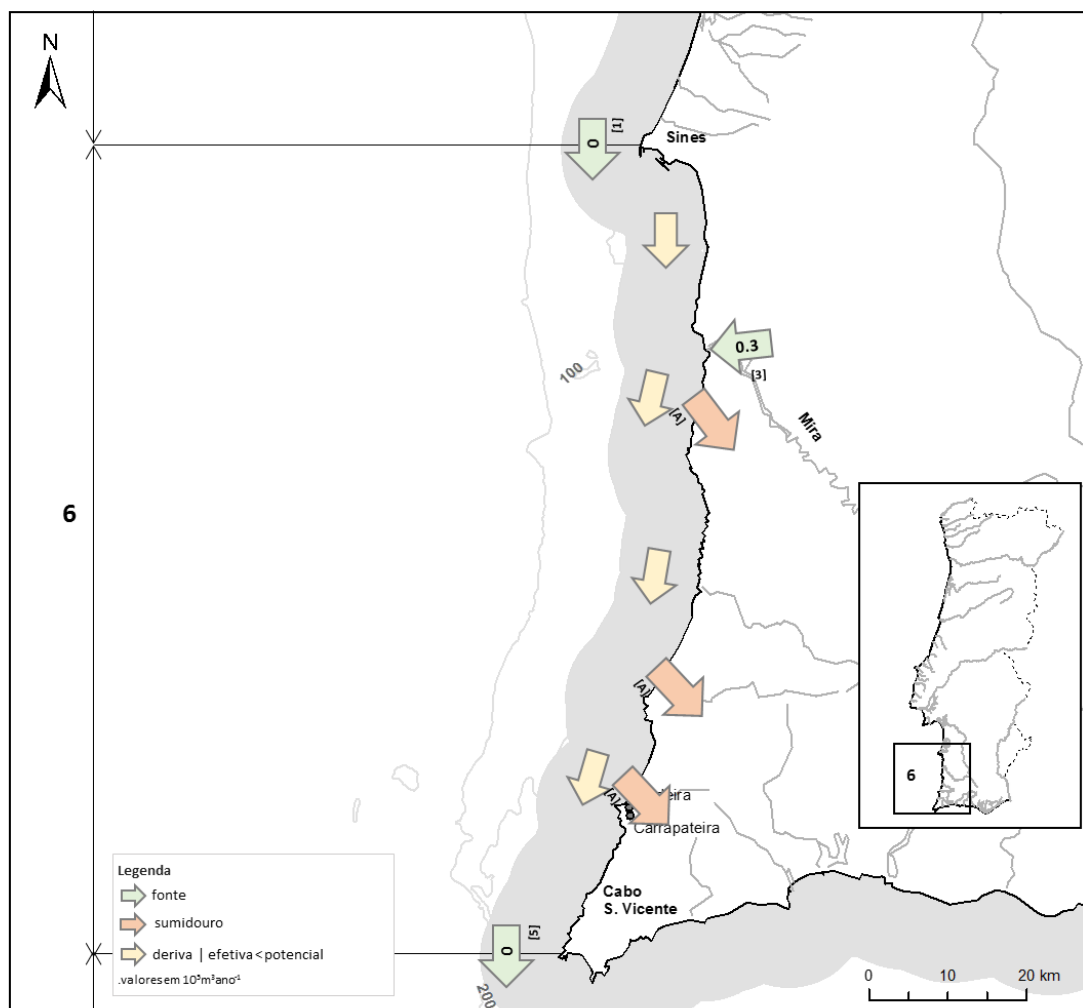 N
[1]
0
Sines
0.3
[3]
100
[A]
Mira
6
[A]
6
[A]
Carrapateira
Legenda
fonte
sumidouro
deriva | efetiva < potencial
.valores em 10⁵m³ano⁻¹
Cabo
S. Vicente
0
[5]
200
0
10
20 km